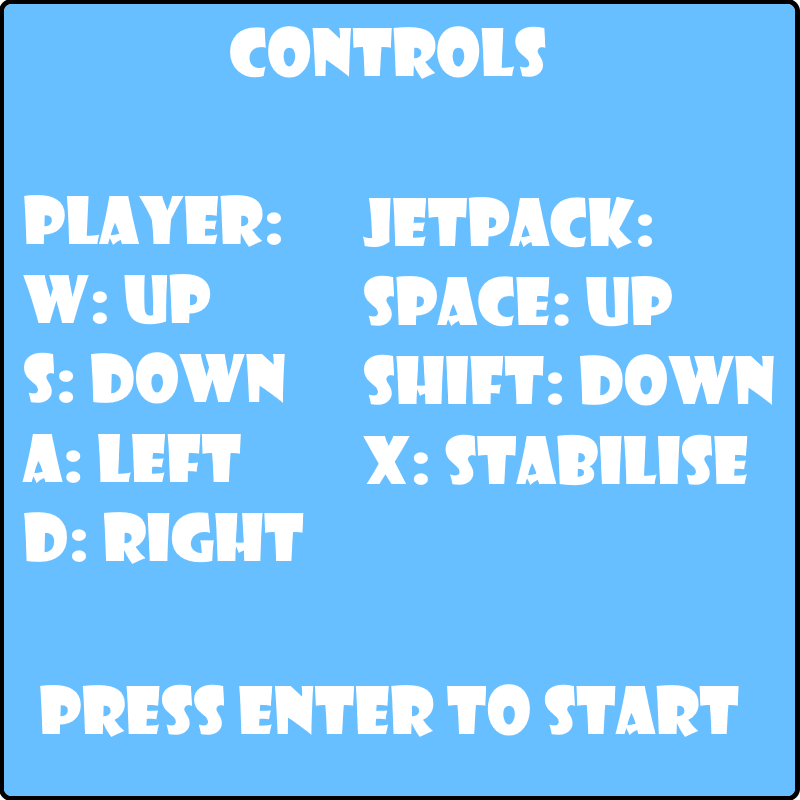 CONTROLS
PLAYER:
W: UP
S: DOWN
A: LEFT
D: RIGHT
JETPACK:
SPACE: UP
SHIFT: DOWN
X: STABILISE
PRESS ENTER TO START